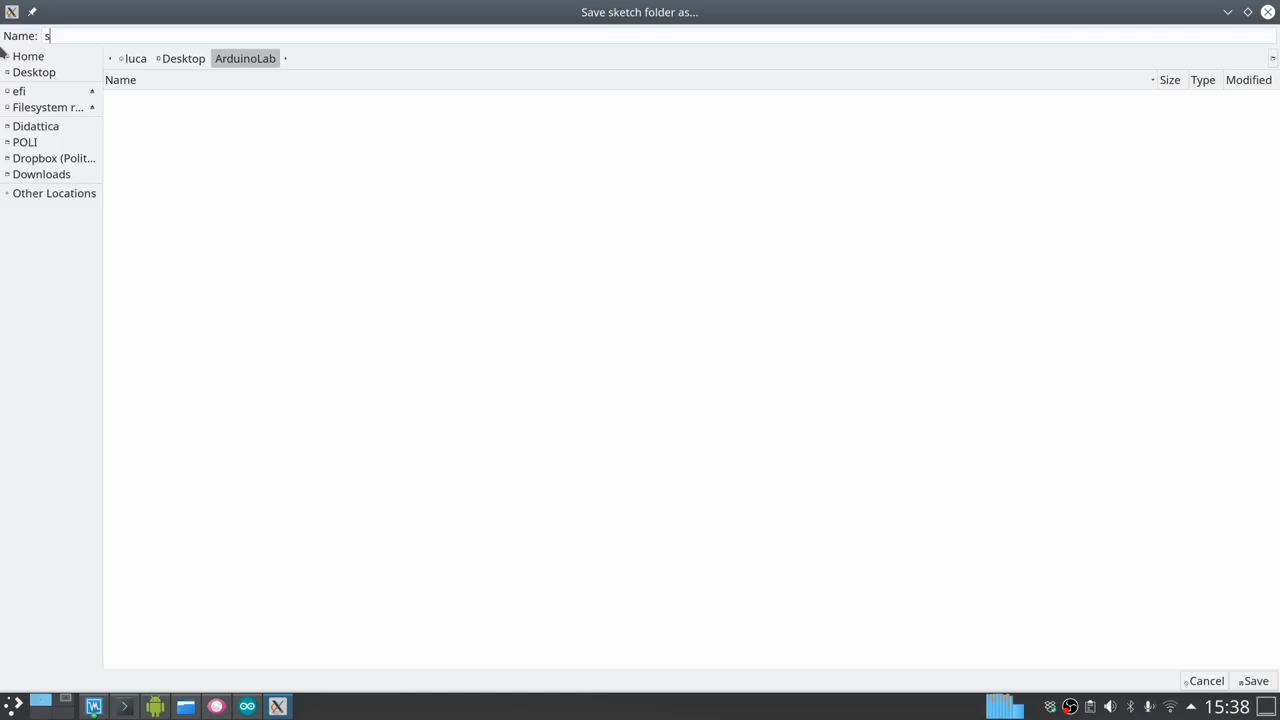 Save sketch folder as...
Name: s
Home
Desktop
efi
Filesystem r...
Didattica
POLI
Dropbox (Polit...
Downloads
Other Locations
luca Desktop ArduinoLab
Name Size Type Modified
Cancel Save
15:38